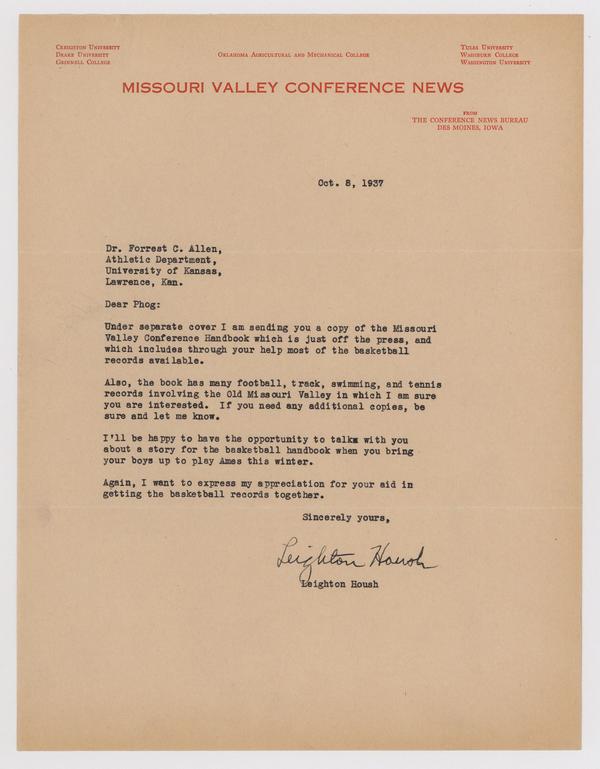 Creighton University
Drake University
Grinnell College
Oklahoma Agricultural and Mechanical College
Tulsa University
Washburn College
Washington University
MISSOURI VALLEY CONFERENCE NEWS
FROM
THE CONFERENCE NEWS BUREAU
DES MOINES, IOWA
Oct. 8, 1937
Dr. Forrest C. Allen,
Athletic Department,
University of Kansas,
Lawrence, Kan.
Dear Phog:
Under separate cover I am sending you a copy of the Missouri
Valley Conference Handbook which is just off the press, and
which includes through your help most of the basketball
records available.
Also, the book has many football, track, swimming, and tennis
records involving the Old Missouri Valley in which I am sure
you are interested. If you need any additional copies, be
sure and let me know.
I'll be happy to have the opportunity to talkx with you
about a story for the basketball handbook when you bring
your boys up to play Ames this winter.
Again, I want to express my appreciation for your aid in
getting the basketball records together.
Sincerely yours,
Leighton Housh
Leighton Housh